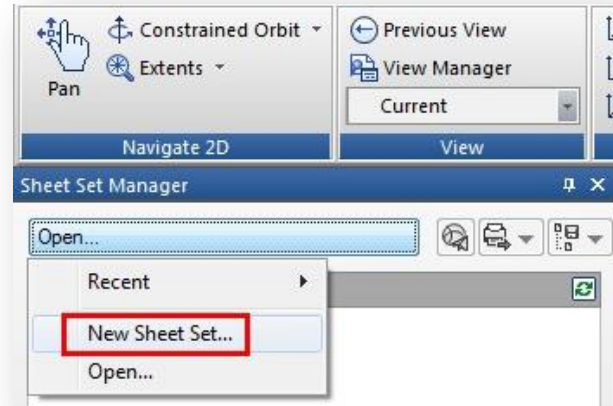 Constrained Orbit
Extents
Pan
Navigate 2D
Previous View
View Manager
Current
View
Sheet Set Manager
Open...
Recent
New Sheet Set...
Open...